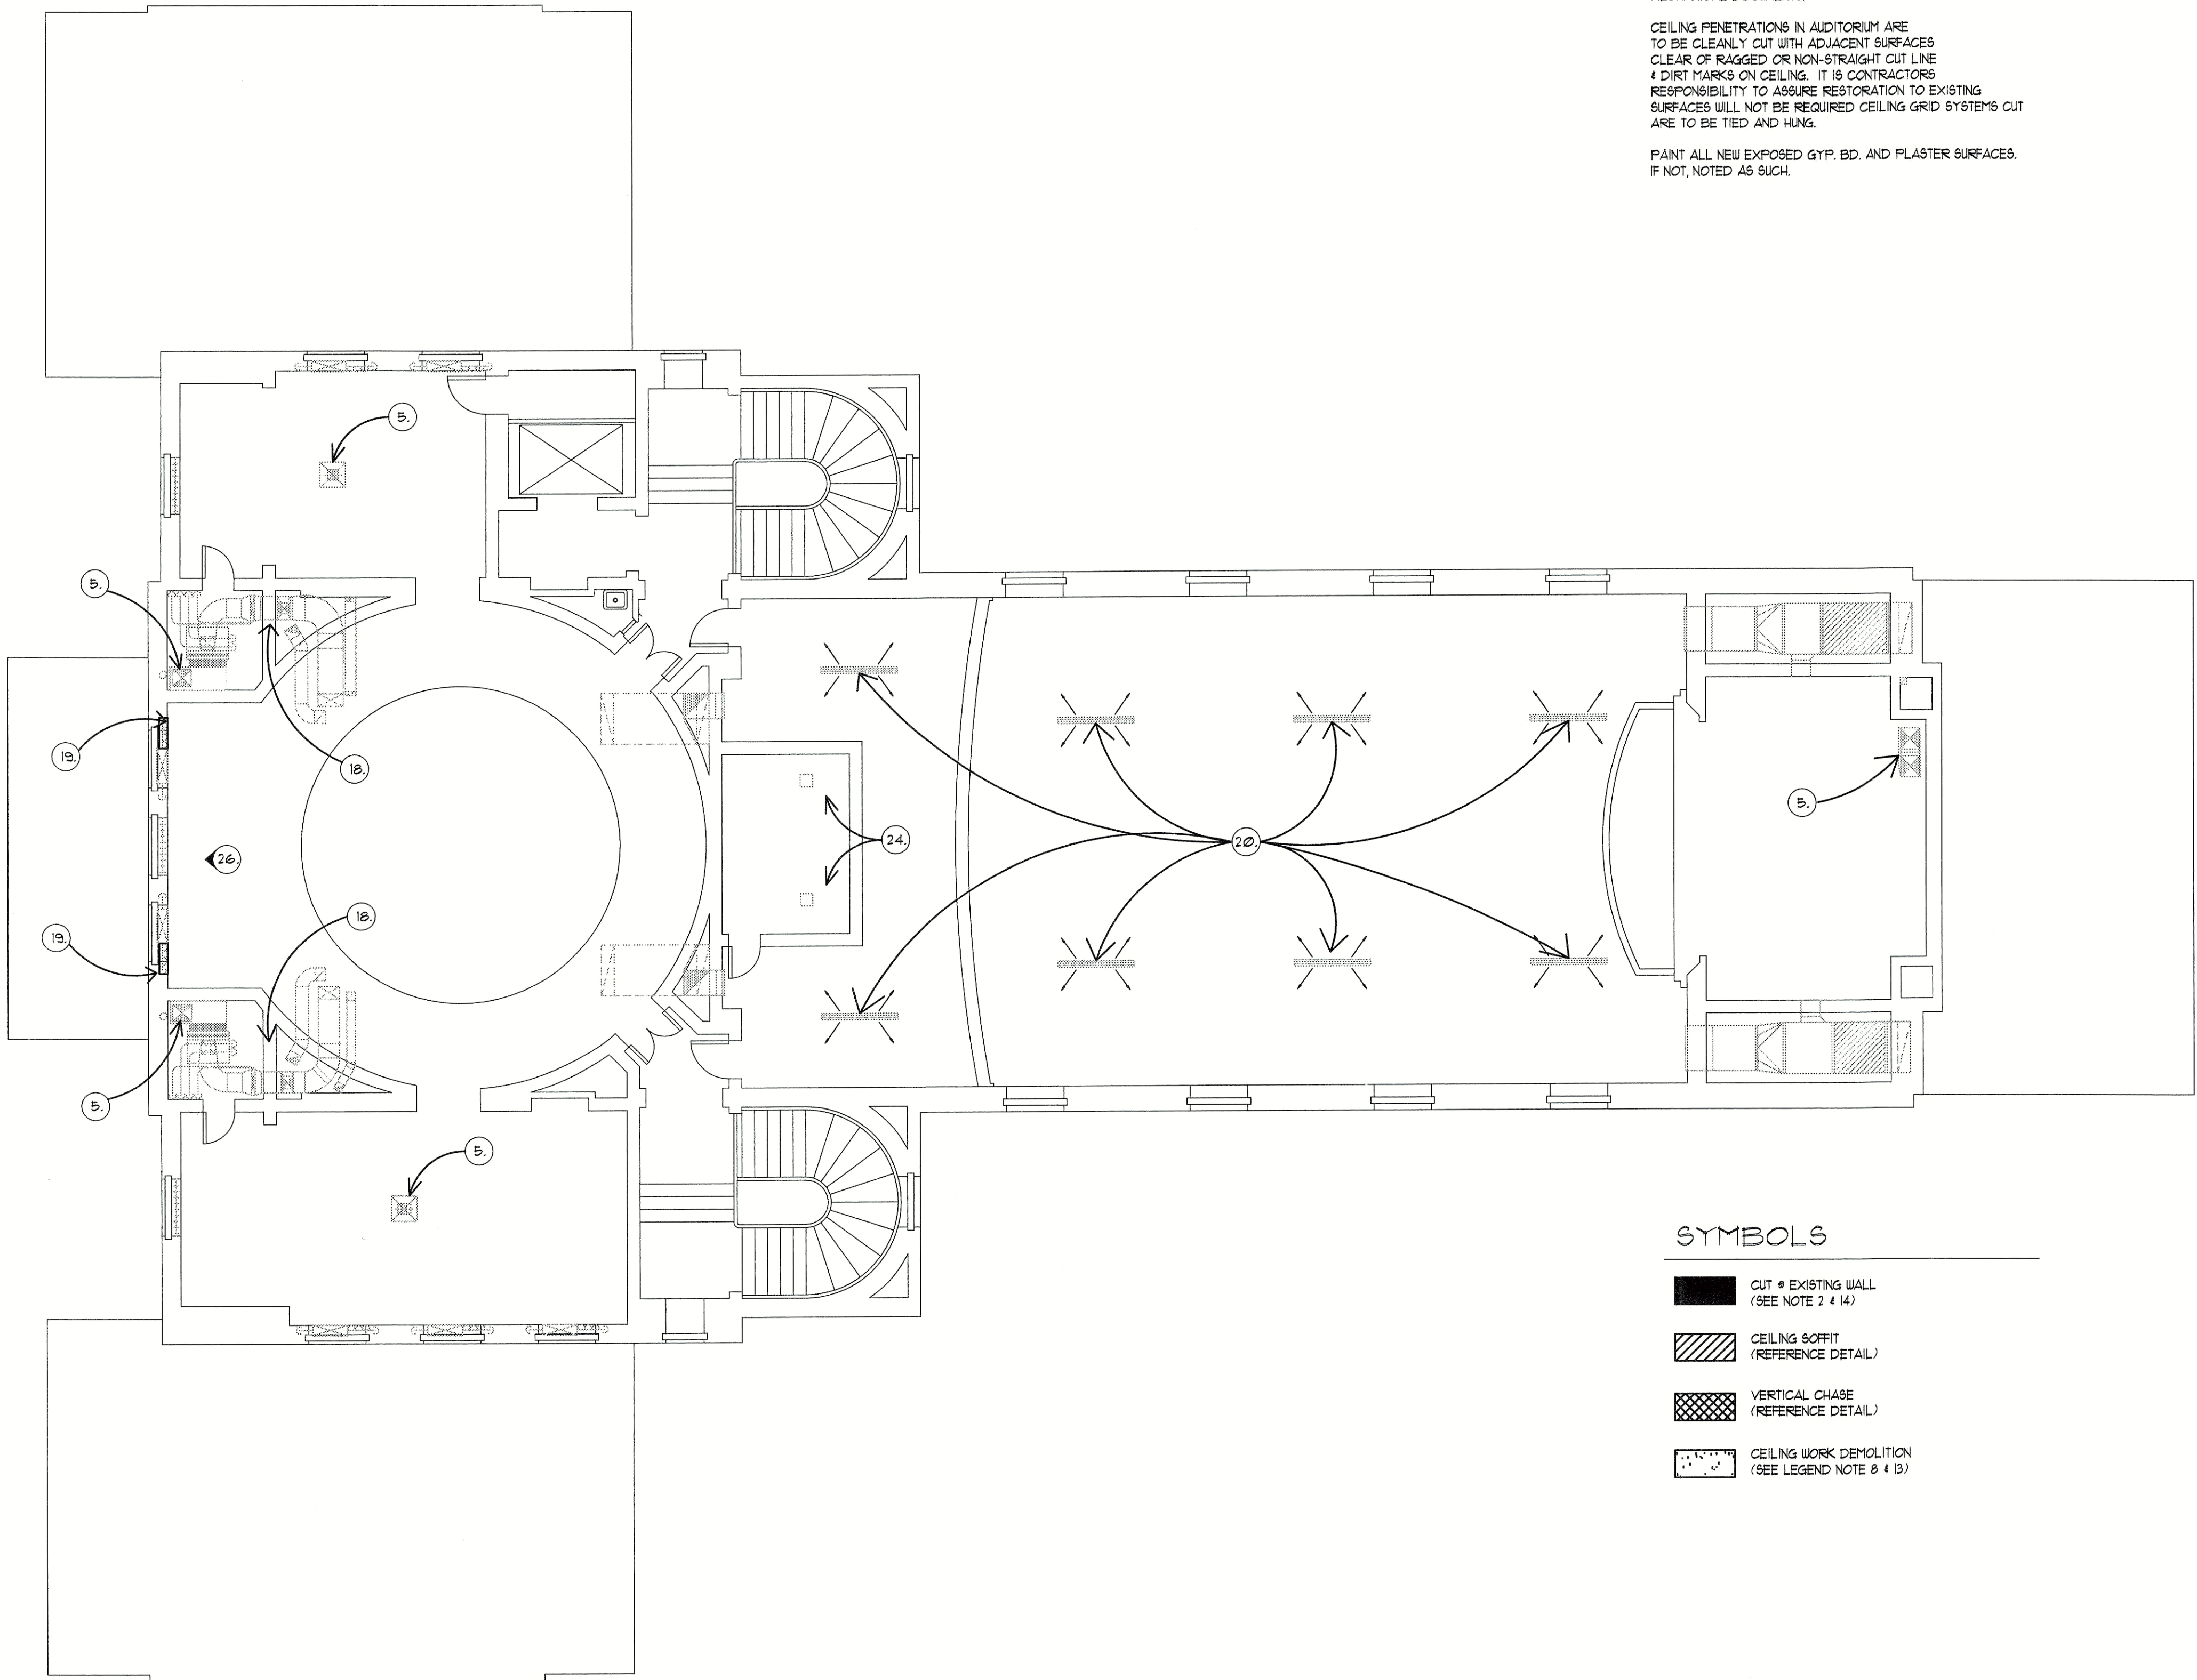 CEILING PENETRATIONS IN AUDITORIUM ARE
TO BE CLEANLY CUT WITH ADJACENT SURFACES
CLEAR OF RAGGED OR NON-STRAIGHT CUT LINE
& DIRT MARKS ON CEILING. IT IS CONTRACTORS
RESPONSIBILITY TO ASSURE RESTORATION TO EXISTING
SURFACES WILL NOT BE REQUIRED CEILING GRID SYSTEMS CUT
ARE TO BE TIED AND HUNG.
PAINT ALL NEW EXPOSED GYP. BD. AND PLASTER SURFACES.
IF NOT, NOTED AS SUCH.
5.
5.
19.
18.
5.
24.
20.
26.
18.
19.
5.
5.
SYMBOLS
CUT @ EXISTING WALL
(SEE NOTE 2 & 14)
CEILING SOFFIT
(REFERENCE DETAIL)
VERTICAL CHASE
(REFERENCE DETAIL)
CEILING WORK DEMOLITION
(SEE LEGEND NOTE 8 & 13)